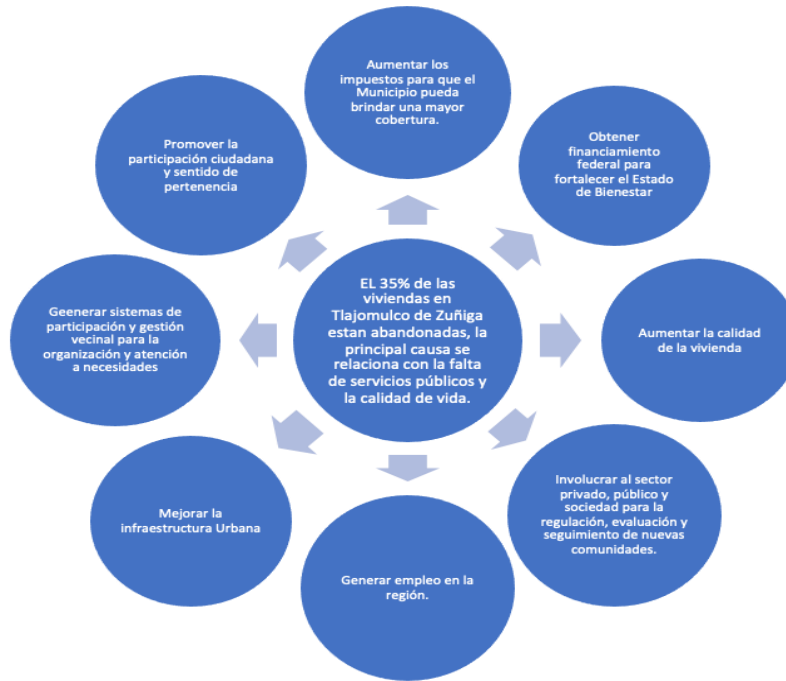 Aumentar los
impuestos para que el
Municipio pueda
brindar una mayor
cobertura.
Obtener
financiamiento
federal para
fortalecer el Estado
de Bienestar
Aumentar la calidad
de la vivienda
Involucrar al sector
privado, público y
sociedad para la
regulación, evaluación y
seguimiento de nuevas
comunidades.
Generar empleo en la
región.
Mejorar la
infraestructura Urbana
Geenerar sistemas de
participación y gestión
vecinal para la
organización y atención
a necesidades
Promover la
participación ciudadana
y sentido de
pertenencia
EL 35% de las
viviendas en
Tlajomulco de Zuñiga
estan abandonadas, la
principal causa se
relaciona con la falta
de servicios públicos y
la calidad de vida.